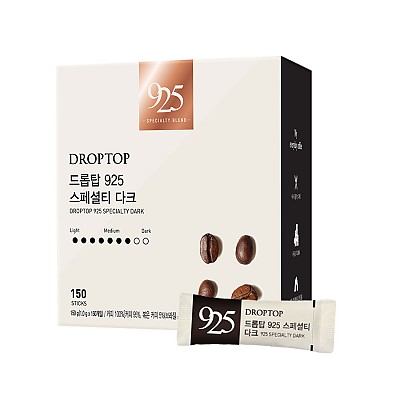 925
SPECIALTY BLEND
DROPTOP
드롭탑 925
스페셜티 다크
DROPTOP 925 SPECIALTY DARK
Light Medium Dark
150
STICKS
925
DROPTOP
드롭탑 925 스페셜티
다크 925 SPECIALTY DARK